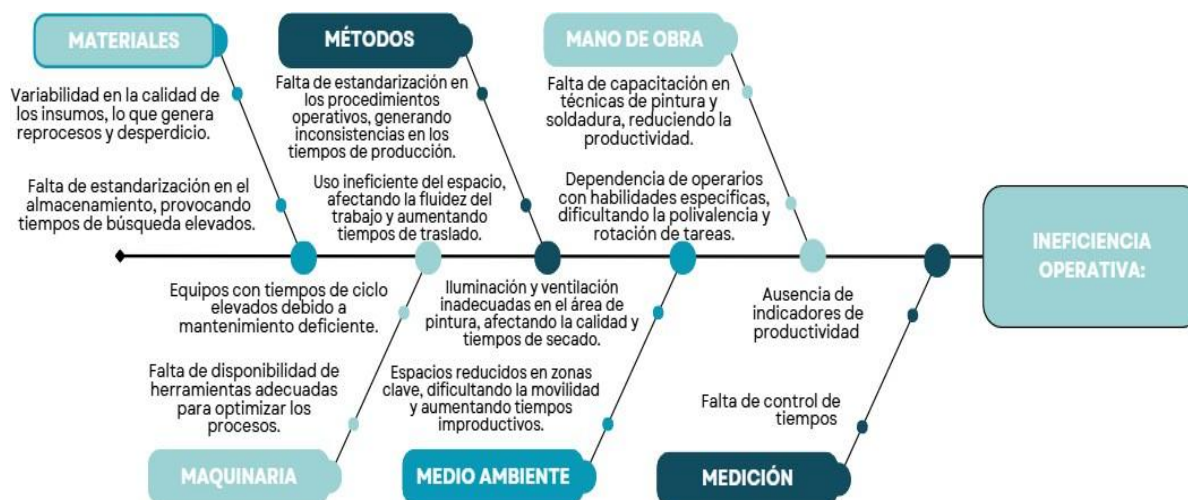 MATERIALES
Variabilidad en la calidad de
los insumos, lo que genera
reprocesos y desperdicio.
Falta de estandarización en el
almacenamiento, provocando
tiempos de búsqueda elevados.
MÉTODOS
Falta de estandarización en
los procedimientos
operativos, generando
inconsistencias en los
tiempos de producción.
Uso ineficiente del espacio,
afectando la fluidez del
trabajo y aumentando
tiempos de traslado.
MANO DE OBRA
Falta de capacitación en
técnicas de pintura y
soldadura, reduciendo la
productividad.
Dependencia de operarios
con habilidades específicas,
dificultando la polivalencia y
rotación de tareas.
INEFICIENCIA
OPERATIVA:
Equipos con tiempos de ciclo
elevados debido a
mantenimiento deficiente.
Falta de disponibilidad de
herramientas adecuadas
para optimizar los
procesos.
MAQUINARIA
Iluminación y ventilación
inadecuadas en el área de
pintura, afectando la calidad y
tiempos de secado.
Espacios reducidos en zonas
clave, dificultando la movilidad
y aumentando tiempos
improductivos.
MEDIO AMBIENTE
Ausencia de
indicadores de
productividad
Falta de control de
tiempos
MEDICIÓN